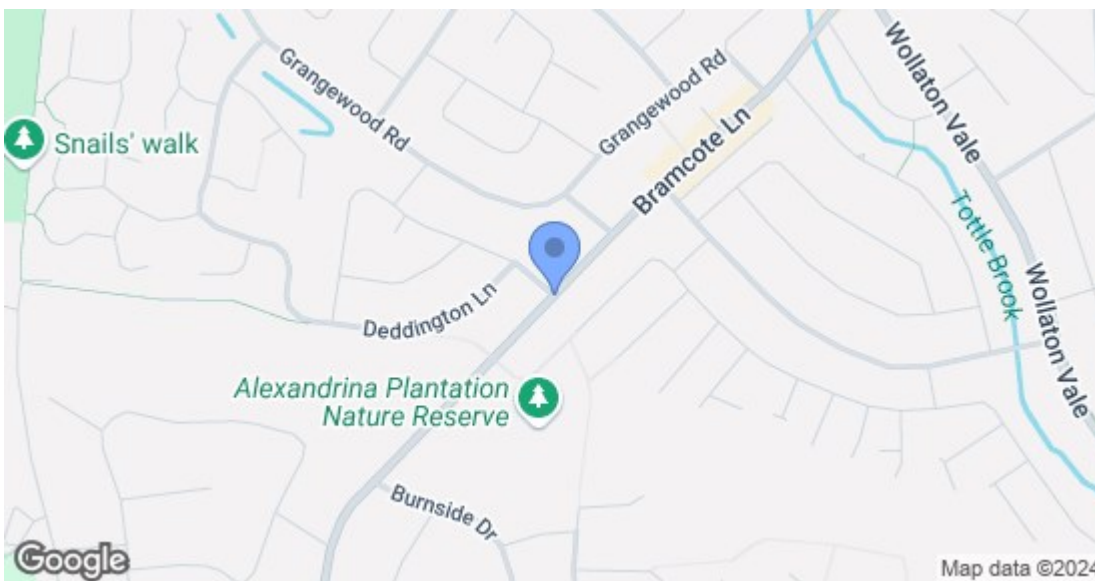 Wollaton Vale
Grangewood Rd
Grangewood Rd
Snails' walk
Bramcote Ln
Tottle Brook
Wollaton Vale
Deddington Ln
Alexandrina Plantation
Nature Reserve
Burnside Dr
Google
Map data ©2024